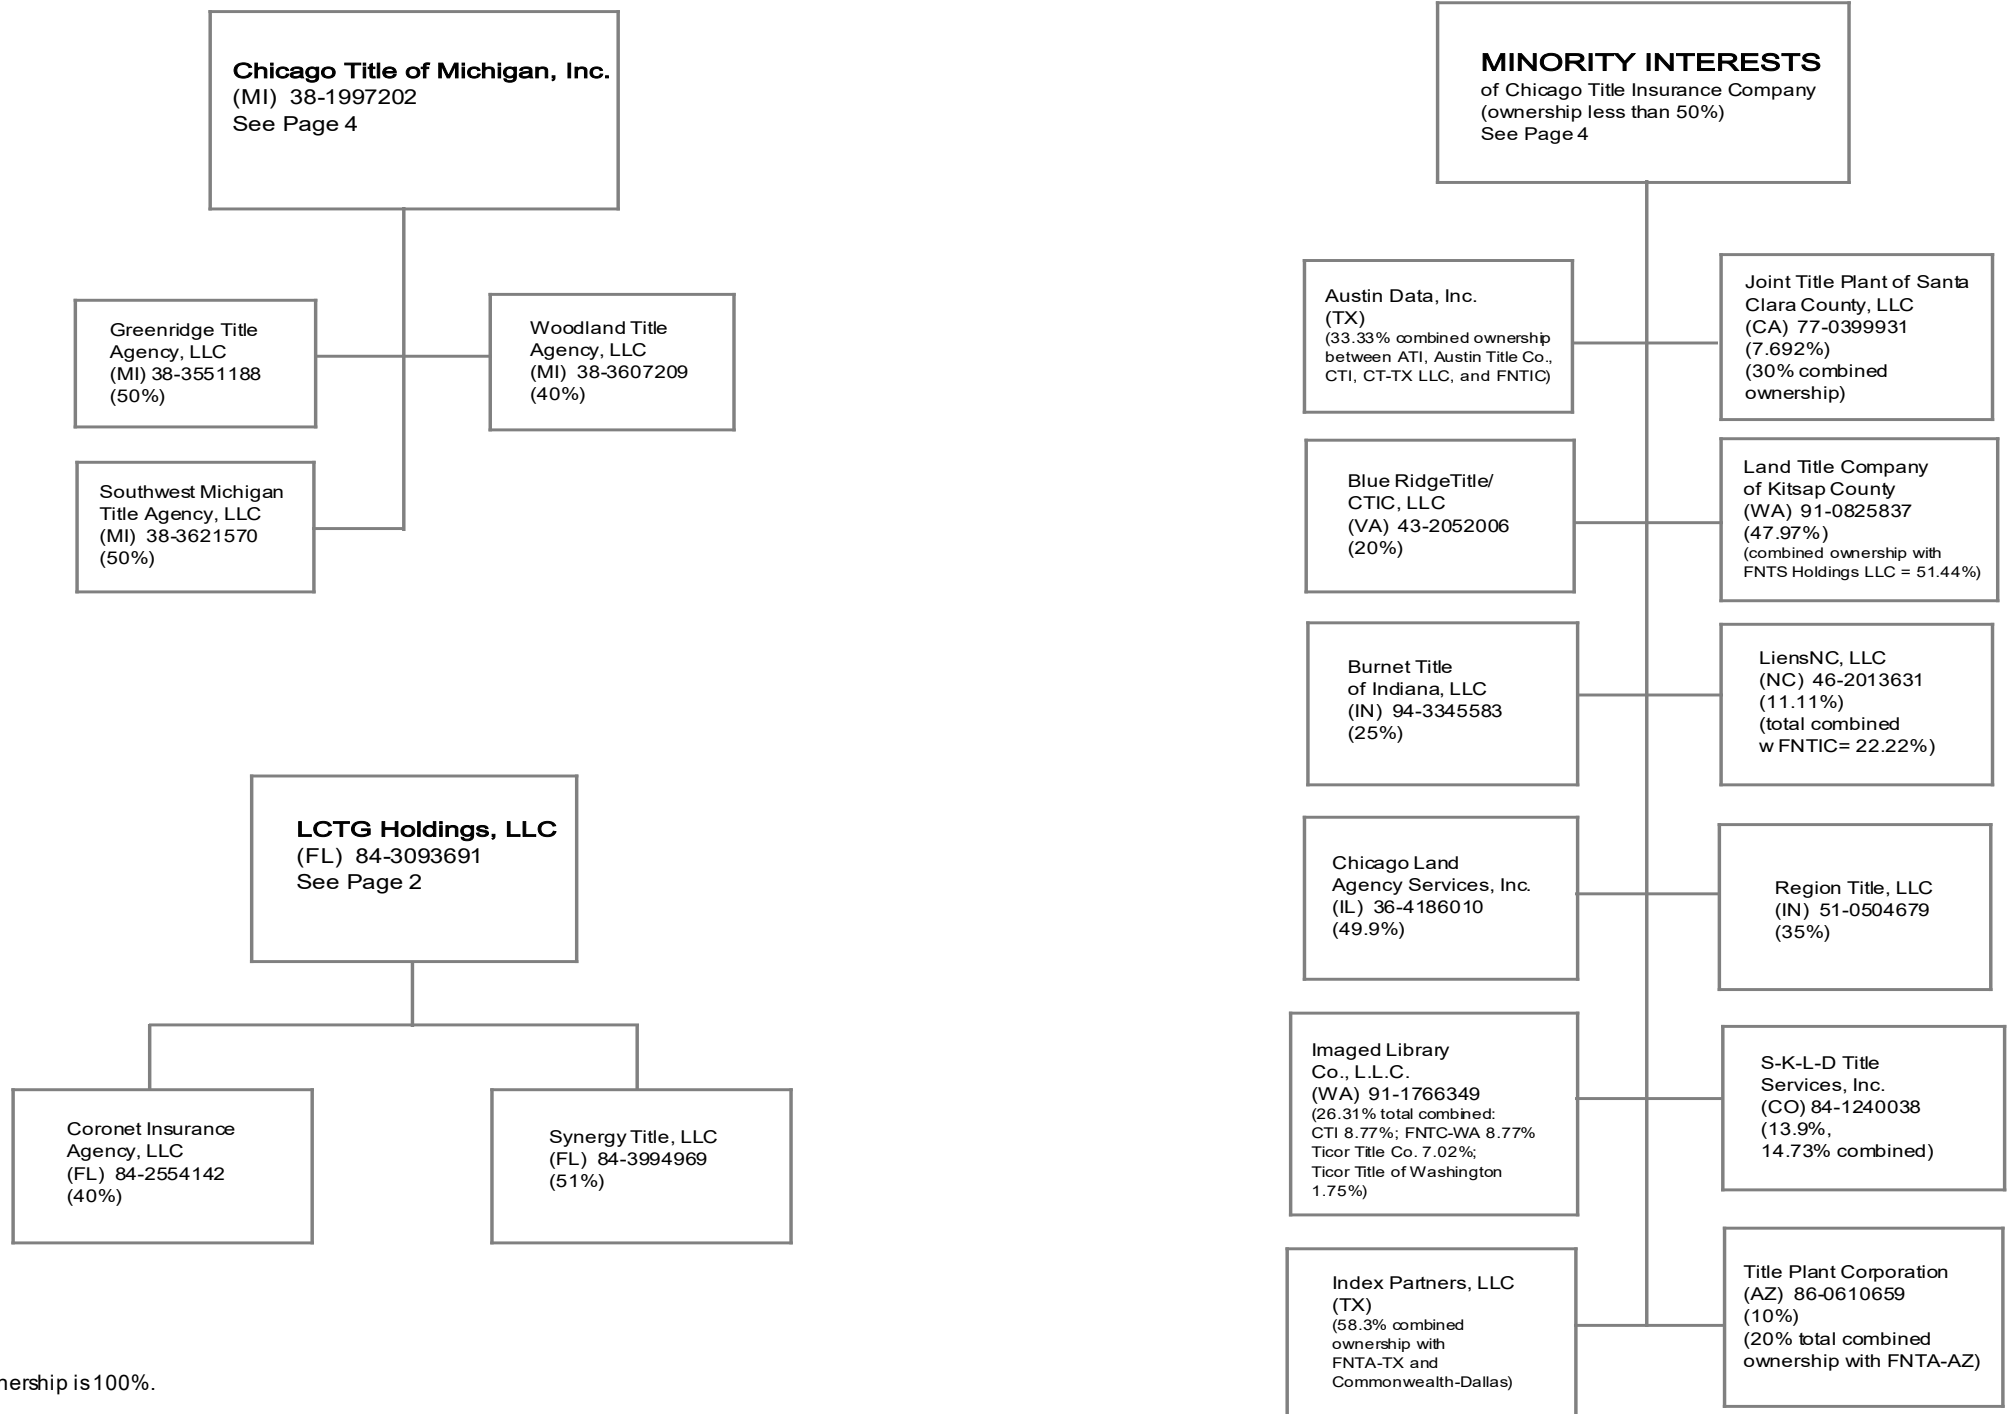 Chicago Title of Michigan, Inc.
(MI) 38-1997202
See Page 4
Greenridge Title
Agency, LLC
(MI) 38-3551188
(50%)
Woodland Title
Agency, LLC
(MI) 38-3607209
(40%)
Southwest Michigan
Title Agency, LLC
(MI) 38-3621570
(50%)
LCTG Holdings, LLC
(FL) 84-3093691
See Page 2
Coronet Insurance
Agency, LLC
(FL) 84-2554142
(40%)
Synergy Title, LLC
(FL) 84-3994969
(51%)
nership is 100%.
MINORITY INTERESTS
of Chicago Title Insurance Company
(ownership less than 50%)
See Page 4
Austin Data, Inc.
(TX)
(33.33% combined ownership
between ATI, Austin Title Co.,
CTI, CT-TX LLC, and FNTIC)
Joint Title Plant of Santa
Clara County, LLC
(CA) 77-0399931
(7.692%)
(30% combined
ownership)
Blue RidgeTitle/
CTIC, LLC
(VA) 43-2052006
(20%)
Land Title Company
of Kitsap County
(WA) 91-0825837
(47.97%)
(combined ownership with
FNTS Holdings LLC = 51.44%)
Burnet Title
of Indiana, LLC
(IN) 94-3345583
(25%)
LiensNC, LLC
(NC) 46-2013631
(11.11%)
(total combined
w FNTIC= 22.22%)
Chicago Land
Agency Services, Inc.
(IL) 36-4186010
(49.9%)
Region Title, LLC
(IN) 51-0504679
(35%)
Imaged Library
Co., L.L.C.
(WA) 91-1766349
(26.31% total combined:
CTI 8.77%; FNTC-WA 8.77%
Ticor Title Co. 7.02%;
Ticor Title of Washington
1.75%)
S-K-L-D Title
Services, Inc.
(CO) 84-1240038
(13.9%,
14.73% combined)
Index Partners, LLC
(TX)
(58.3% combined
ownership with
FNTA-TX and
Commonwealth-Dallas)
Title Plant Corporation
(AZ) 86-0610659
(10%)
(20% total combined
ownership with FNTA-AZ)